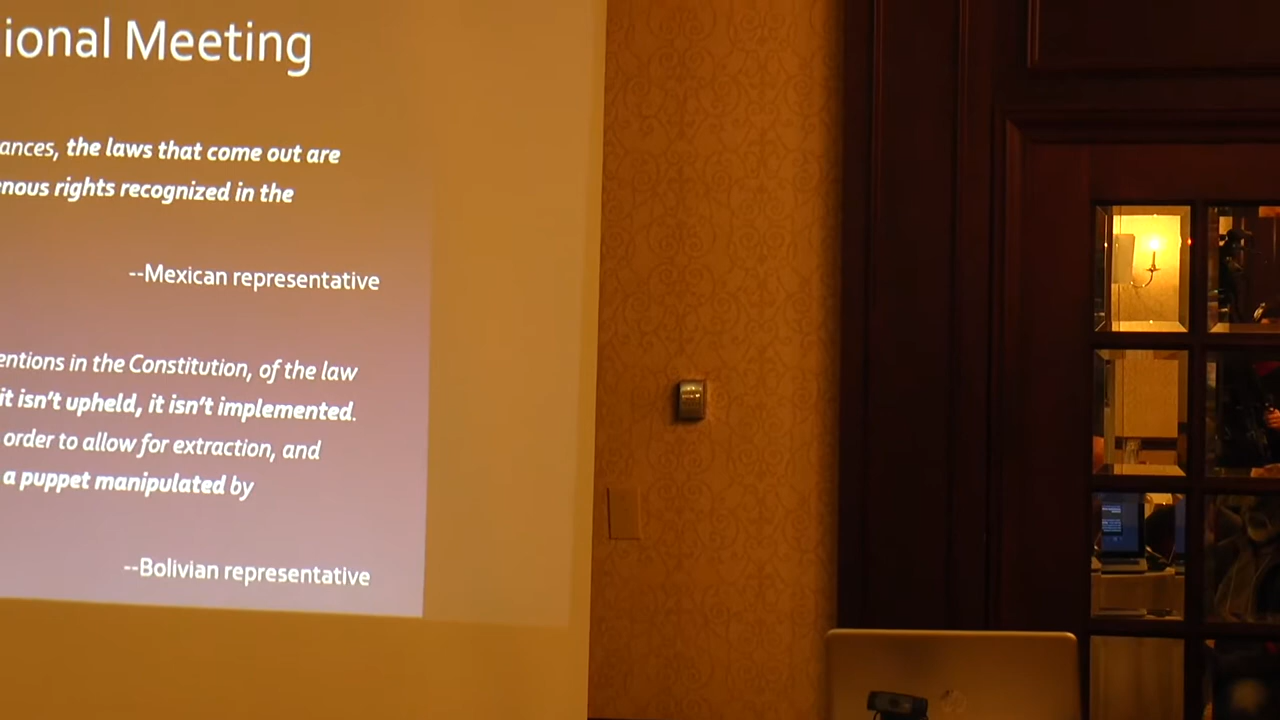 ional Meeting
ances, the laws that come out are
enous rights recognized in the
--Mexican representative
entions in the Constitution, of the law
it isn't upheld, it isn't implemented.
order to allow for extraction, and
a puppet manipulated by
--Bolivian representative